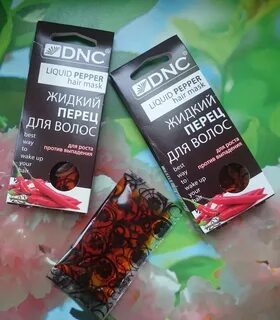 DNC
LIQUID PEPPER
hair mask
ЖИДКИЙ
ПЕРЕЦ
ДЛЯ ВОЛОС
best
way
to
wake up
your
hair
для роста
против выпадения
DNC
LIQUID PEPPER
hair mask
ЖИДКИЙ
ПЕРЕЦ
ДЛЯ ВОЛОС
best
way
to
wake up
your
hair
для роста
против выпадения